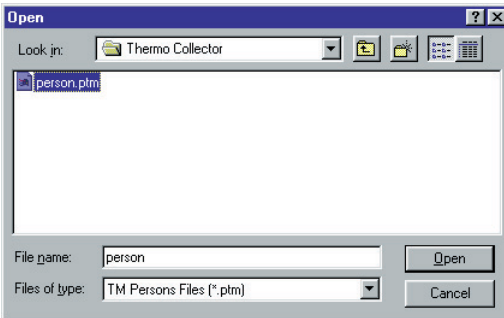 Open
Look in: Thermo Collector
person.ptm
File name: person Open
Files of type: TM Persons Files (*.ptm) Cancel